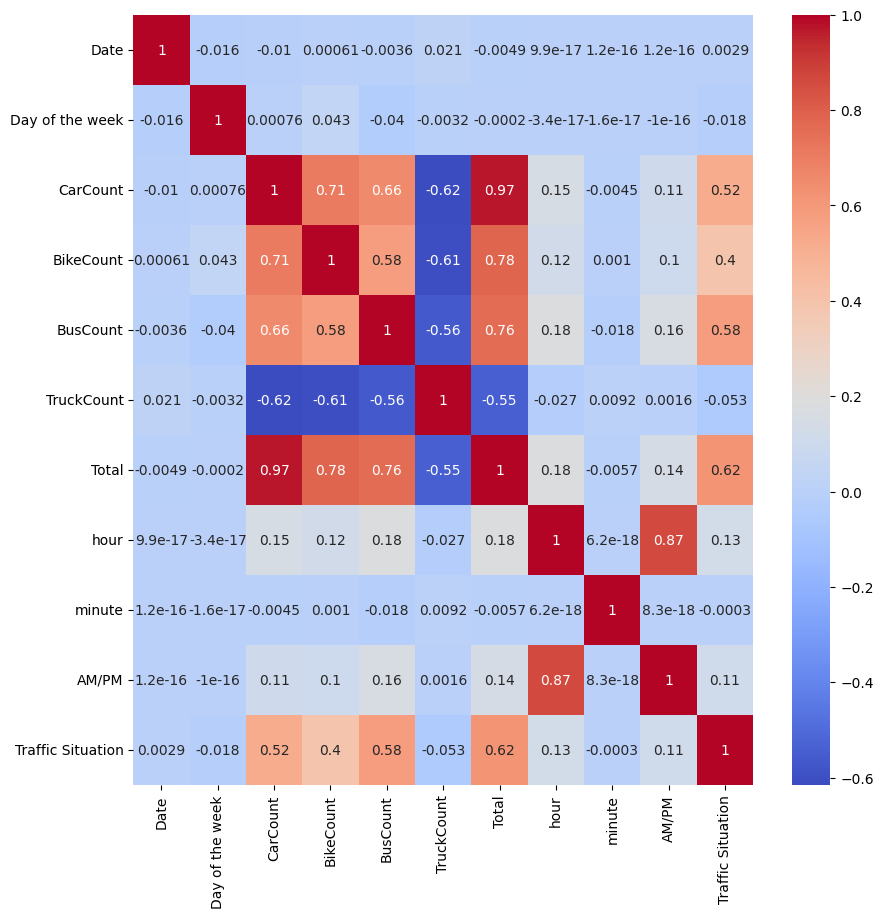 Date 1 -0.016 -0.01 0.00061 -0.0036 0.021 -0.0049 9.9e-17 1.2e-16 1.2e-16 0.0029
Day of the week -0.016 1 0.00076 0.043 -0.04 -0.0032 -0.0002 -3.4e-17 -1.6e-17 -1e-16 -0.018
CarCount -0.01 0.00076 1 0.71 0.66 -0.62 0.97 0.15 -0.0045 0.11 0.52
BikeCount 0.00061 0.043 0.71 1 0.58 -0.61 0.78 0.12 0.001 0.1 0.4
BusCount -0.0036 -0.04 0.66 0.58 1 -0.56 0.76 0.18 -0.018 0.16 0.58
TruckCount 0.021 -0.0032 -0.62 -0.61 -0.56 1 -0.55 -0.027 0.0092 0.0016 -0.053
Total -0.0049 -0.0002 0.97 0.78 0.76 -0.55 1 0.18 -0.0057 0.14 0.62
hour 9.9e-17 -3.4e-17 0.15 0.12 0.18 -0.027 0.18 1 6.2e-18 0.87 0.13
minute 1.2e-16 -1.6e-17 -0.0045 0.001 -0.018 0.0092 -0.0057 6.2e-18 1 8.3e-18 -0.0003
AM/PM 1.2e-16 -1e-16 0.11 0.1 0.16 0.0016 0.14 0.87 8.3e-18 1 0.11
Traffic Situation 0.0029 -0.018 0.52 0.4 0.58 -0.053 0.62 0.13 -0.0003 0.11 1
Date
Day of the week
CarCount
BikeCount
BusCount
TruckCount
Total
hour
minute
AM/PM
Traffic Situation
1.0
0.8
0.6
0.4
0.2
0.0
−0.2
−0.4
−0.6